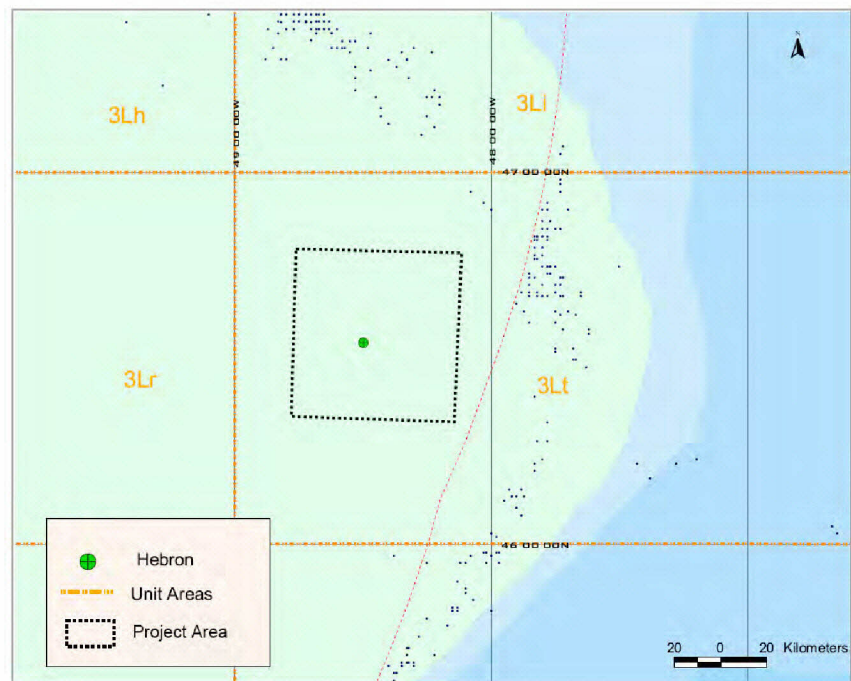 N
3Lh
3Li
49 00 00W
48 00 00W
47 00 00N
3Lr
3Lt
46 00 00N
Hebron
Unit Areas
Project Area
20 0 20 Kilometers